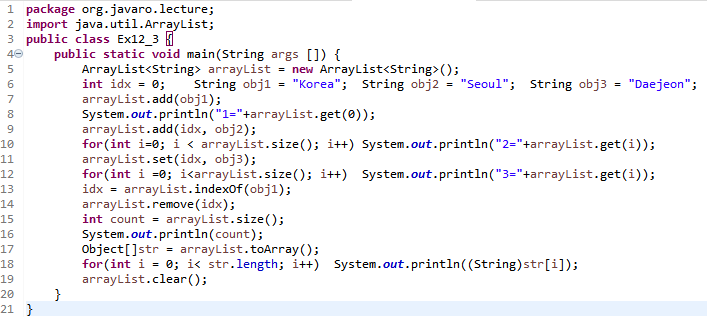 1 package org.javaro.lecture;
2 import java.util.ArrayList;
3 public class Ex12_3 {
4 public static void main(String args []) {
5 ArrayList<String> arrayList = new ArrayList<String>();
6 int idx = 0; String obj1 = "Korea"; String obj2 = "Seoul"; String obj3 = "Daejeon";
7 arrayList.add(obj1);
8 System.out.println("1="+arrayList.get(0));
9 arrayList.add(idx, obj2);
10 for(int i=0; i < arrayList.size(); i++) System.out.println("2="+arrayList.get(i));
11 arrayList.set(idx, obj3);
12 for(int i =0; i<arrayList.size(); i++) System.out.println("3="+arrayList.get(i));
13 idx = arrayList.indexOf(obj1);
14 arrayList.remove(idx);
15 int count = arrayList.size();
16 System.out.println(count);
17 Object[]str = arrayList.toArray();
18 for(int i = 0; i< str.length; i++) System.out.println((String)str[i]);
19 arrayList.clear();
20 }
21 }